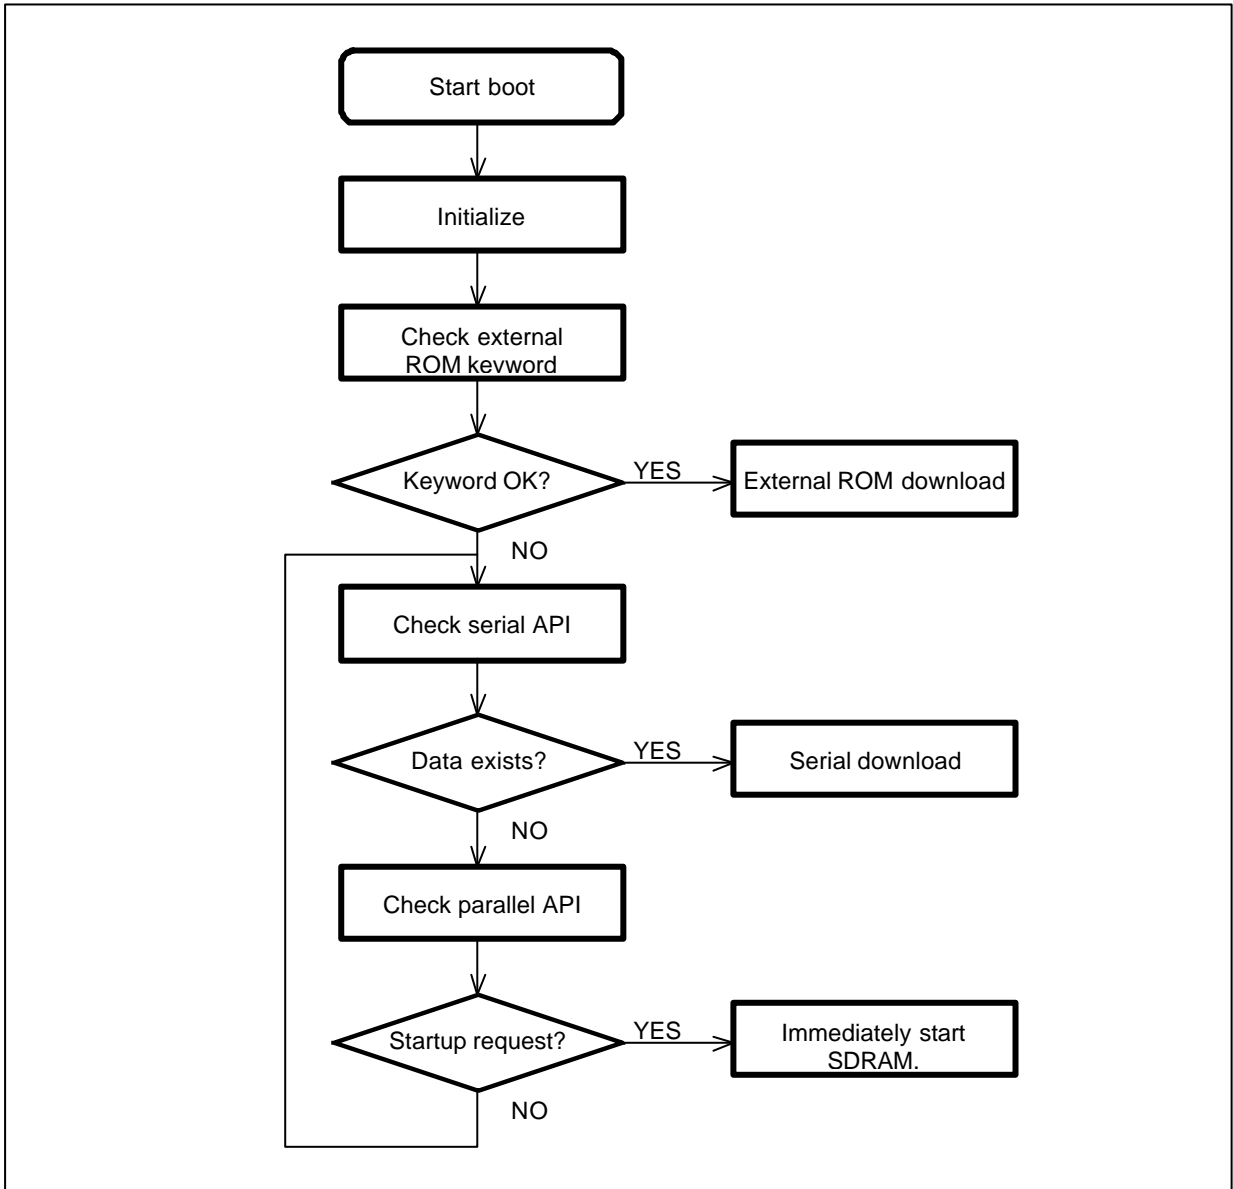 Start boot
Initialize
Check external
ROM keyword
Keyword OK?
YES
External ROM download
NO
Check serial API
Data exists?
YES
Serial download
NO
Check parallel API
Startup request?
YES
Immediately start
SDRAM.
NO